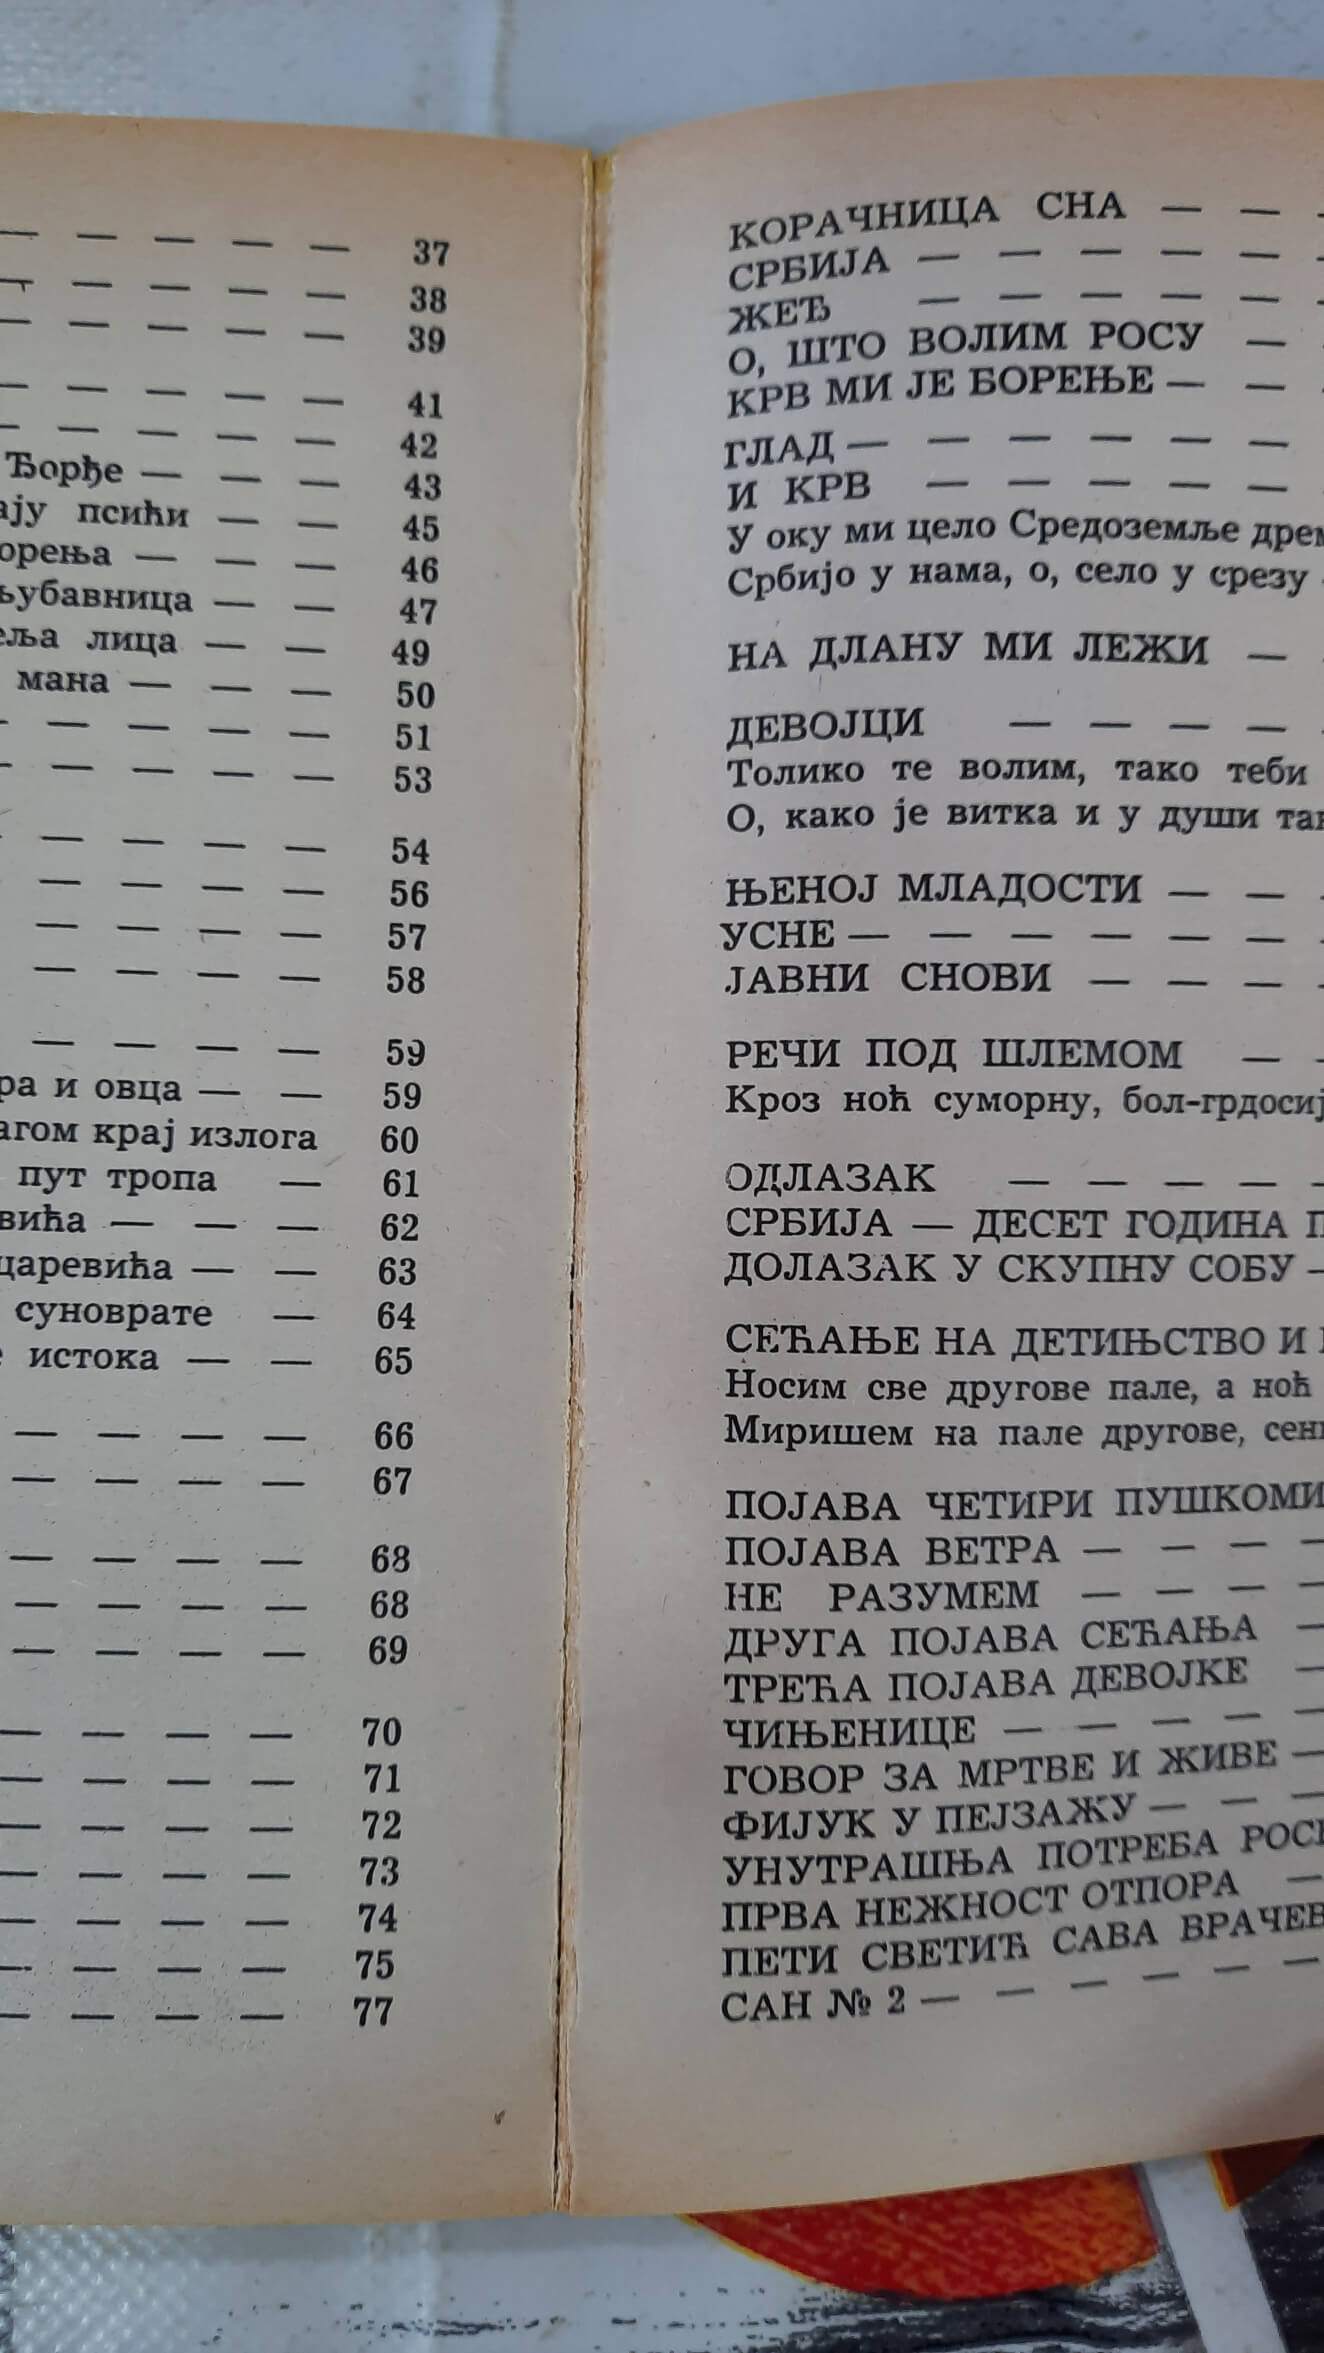 — — — — — 37
— — — — — 38
— — — — — 39
— — — — — 41
— — — — — 42
Ђорђе — — — 43
псићи — — 45
— — — 46
— — 47
лица — — 49
мана — — — 50
— — — — — 51
— — — — — 53
— — — — — 54
— — — — — 56
— — — — 57
— — — — 58
— — — — 59
и овца — — 59
крај излога 60
пут тропа — 61
— — — 62
— — 63
суноврате — 64
истока — — 65
— — — — 66
— — — — 67
— — — — 68
— — — — 68
— — — — 69
— — — — 70
— — — — 71
— — — — 72
— — — — 73
— — — — 74
— — — — 75
— — — — 77
КОРАЧНИЦА СНА — — -
СРБИЈА — — — — — -
ЖЕЂ — — — — — -
О, ШТО ВОЛИМ РОСУ — -
КРВ МИ ЈЕ БОРЕЊЕ — — -
ГЛАД — — — — — —
И КРВ — — — — — -
У оку ми цело Средоземље
Србијо у нама, о, село у срезу -
НА ДЛАНУ МИ ЛЕЖИ — -
ДЕВОЈЦИ — — — — -
Толико те волим, тако теби
О, како је витка и у души
ЊЕНОЈ МЛАДОСТИ — — -
УСНЕ — — — — — — -
ЈАВНИ СНОВИ — — — -
РЕЧИ ПОД ШЛЕМОМ — —
Кроз ноћ суморну,
ОДЛАЗАК — — — — —
СРБИЈА — ДЕСЕТ ГОДИНА
ДОЛАЗАК У СКУПНУ СОБУ —
СЕЋАЊЕ НА ДЕТИЊСТВО И
Носим све другове пале, а ноћ
Миришем на пале другове,
ПОЈАВА ЧЕТИРИ
ПОЈАВА ВЕТРА — — — —
НЕ РАЗУМЕМ — — — —
ДРУГА ПОЈАВА СЕЋАЊА —
ТРЕЋА ПОЈАВА ДЕВОЈКЕ —
ЧИЊЕНИЦЕ — — — — —
ГОВОР ЗА МРТВЕ И ЖИВЕ —
ФИЈУК У ПЕЈЗАЖУ — — —
УНУТРАШЊА ПОТРЕБА
ПРВА НЕЖНОСТ ОТПОРА —
ПЕТИ СВЕТИЋ САВА
САН № 2 — — — — — —